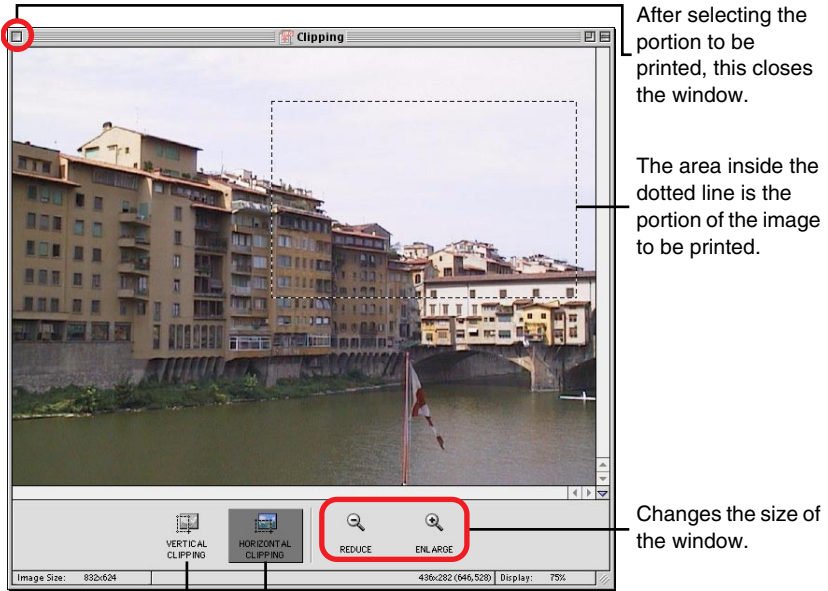 After selecting the
portion to be
printed, this closes
the window.
Clipping
The area inside the
dotted line is the
portion of the image
to be printed.
Changes the size of
the window.
VERTICAL
CLIPPING
HORIZONTAL
CLIPPING
REDUCE
ENLARGE
Image Size: 832x624
436x282 (646,528)
Display: 75%